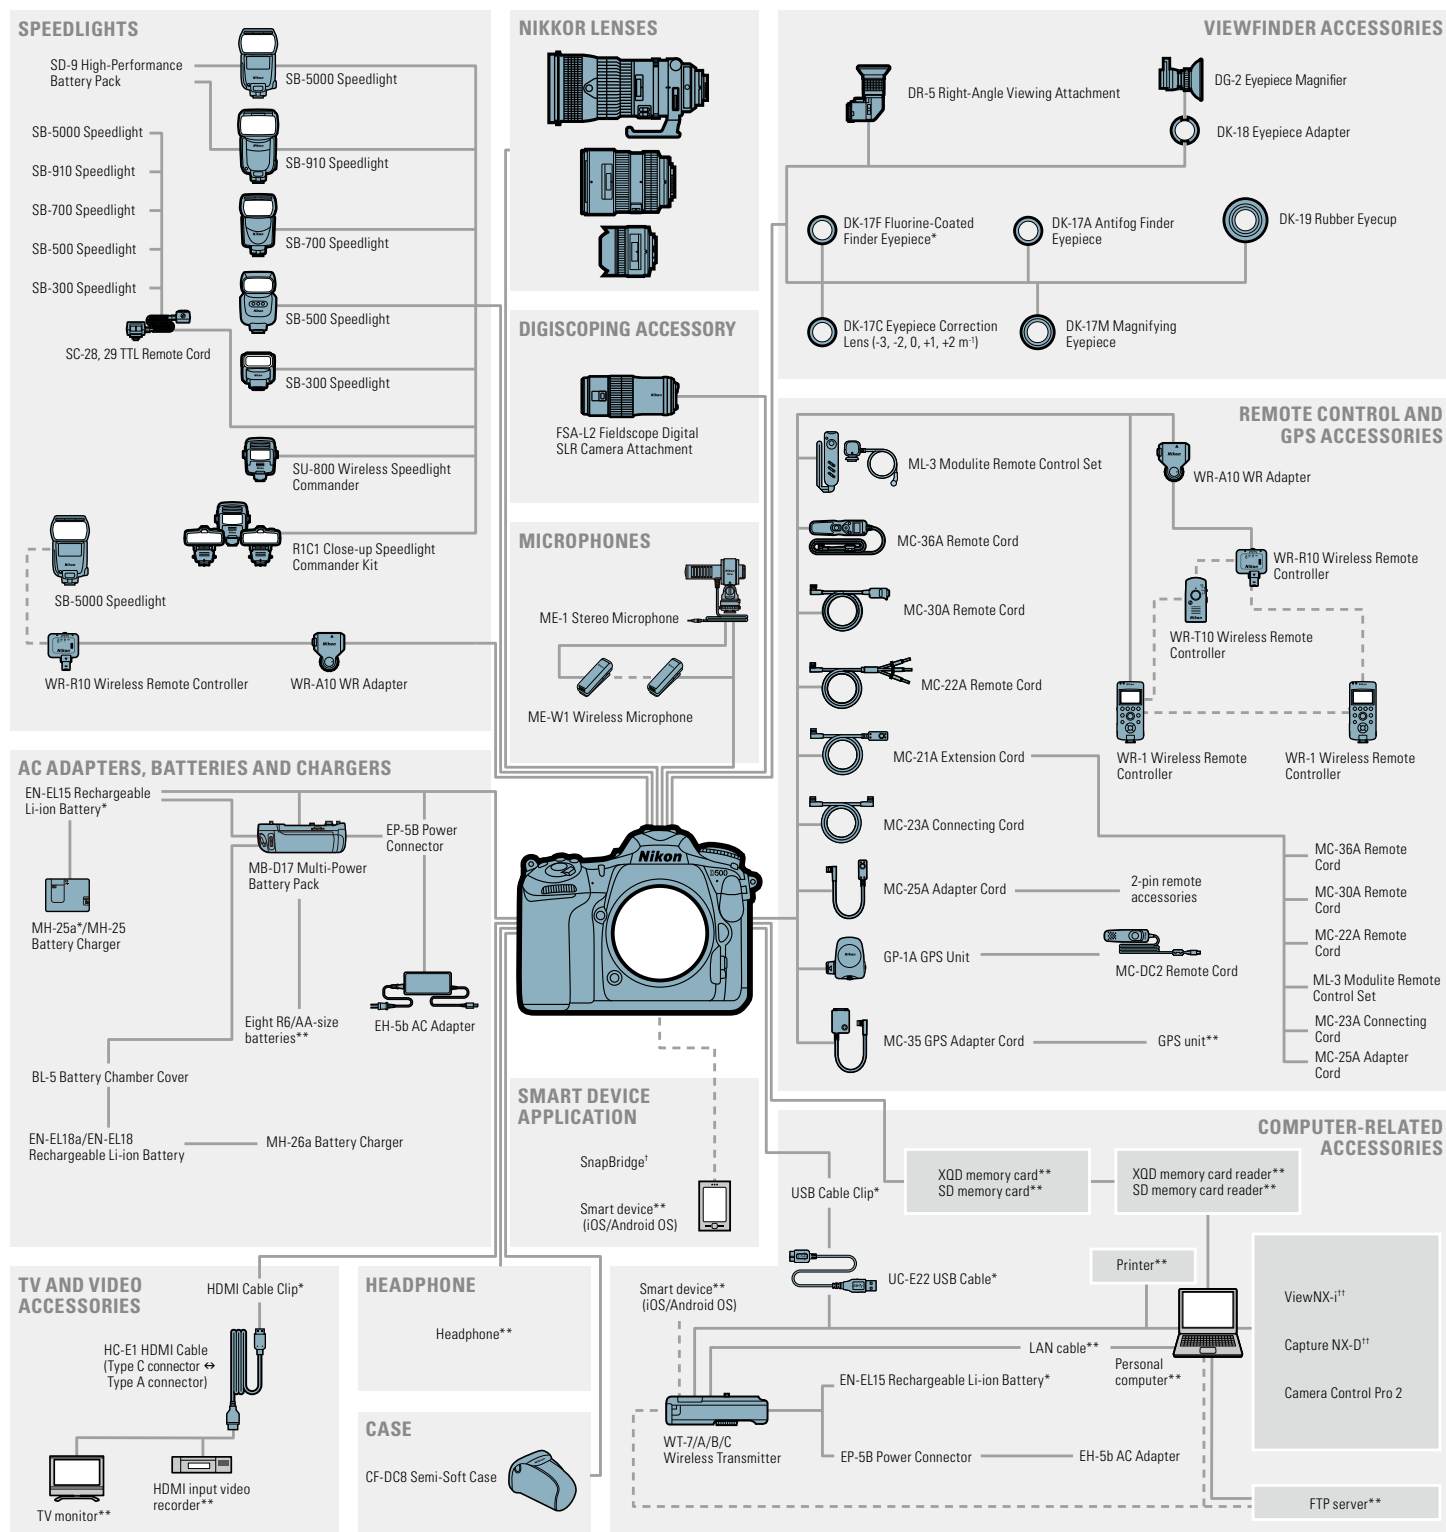 SPEEDLIGHTS
SD-9 High-Performance
Battery Pack
SB-5000 Speedlight
SB-5000 Speedlight
SB-910 Speedlight
SB-910 Speedlight
SB-700 Speedlight
SB-700 Speedlight
SB-500 Speedlight
SB-300 Speedlight
SB-500 Speedlight
SC-28, 29 TTL Remote Cord
SB-300 Speedlight
SU-800 Wireless Speedlight
Commander
R1C1 Close-up Speedlight
Commander Kit
SB-5000 Speedlight
WR-R10 Wireless Remote Controller
WR-A10 WR Adapter
NIKKOR LENSES
DIGISCOPING ACCESSORY
FSA-L2 Fieldscope Digital
SLR Camera Attachment
MICROPHONES
ME-1 Stereo Microphone
ME-W1 Wireless Microphone
VIEWFINDER ACCESSORIES
DR-5 Right-Angle Viewing Attachment
DG-2 Eyepiece Magnifier
DK-18 Eyepiece Adapter
DK-17F Fluorine-Coated
Finder Eyepiece*
DK-17A Antifog Finder
Eyepiece
DK-19 Rubber Eyecup
DK-17C Eyepiece Correction
Lens (-3, -2, 0, +1, +2 m⁻¹)
DK-17M Magnifying
Eyepiece
REMOTE CONTROL AND
GPS ACCESSORIES
ML-3 Modulite Remote Control Set
WR-A10 WR Adapter
MC-36A Remote Cord
WR-R10 Wireless Remote
Controller
MC-30A Remote Cord
WR-T10 Wireless Remote
Controller
MC-22A Remote Cord
MC-21A Extension Cord
WR-1 Wireless Remote
Controller
WR-1 Wireless Remote
Controller
MC-23A Connecting Cord
MC-25A Adapter Cord
2-pin remote
accessories
GP-1A GPS Unit
MC-DC2 Remote Cord
MC-35 GPS Adapter Cord
GPS unit**
MC-36A Remote
Cord
MC-30A Remote
Cord
MC-22A Remote
Cord
ML-3 Modulite Remote
Control Set
MC-23A Connecting
Cord
MC-25A Adapter
Cord
AC ADAPTERS, BATTERIES AND CHARGERS
EN-EL15 Rechargeable
Li-ion Battery*
EP-5B Power
Connector
MB-D17 Multi-Power
Battery Pack
MH-25a*/MH-25
Battery Charger
Eight R6/AA-size
batteries**
EH-5b AC Adapter
BL-5 Battery Chamber Cover
EN-EL18a/EN-EL18
Rechargeable Li-ion Battery
MH-26a Battery Charger
Nikon
D500
SMART DEVICE
APPLICATION
SnapBridge†
Smart device**
(iOS/Android OS)
TV AND VIDEO
ACCESSORIES
HDMI Cable Clip*
HC-E1 HDMI Cable
(Type C connector ↔
Type A connector)
TV monitor**
HDMI input video
recorder**
HEADPHONE
Headphone**
CASE
CF-DC8 Semi-Soft Case
COMPUTER-RELATED
ACCESSORIES
USB Cable Clip*
XQD memory card**
SD memory card**
XQD memory card reader**
SD memory card reader**
UC-E22 USB Cable*
Printer**
Smart device**
(iOS/Android OS)
ViewNX-i††
Capture NX-D††
Camera Control Pro 2
LAN cable**
Personal
computer**
EN-EL15 Rechargeable Li-ion Battery*
WT-7/A/B/C
Wireless Transmitter
EP-5B Power Connector
EH-5b AC Adapter
FTP server**